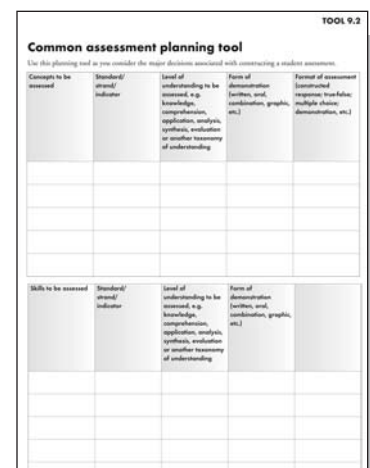 TOOL 9.2
Common assessment planning tool
Use this planning tool as you consider the major decisions associated with constructing a student assessment.
Concepts to be
assessed
Standard/
strand/
indicator
Level of
understanding to be
assessed, e.g.
knowledge,
comprehension,
application, analysis,
synthesis, evaluation
or another taxonomy
of understanding
Form of
demonstration
(written, oral,
combination, graphic,
etc.)
Format of assessment
(constructed
response; true-false;
multiple choice;
demonstration, etc.)
Skills to be assessed
Standard/
strand/
indicator
Level of
understanding to be
assessed, e.g.
knowledge,
comprehension,
application, analysis,
synthesis, evaluation
or another taxonomy
of understanding
Form of
demonstration
(written, oral,
combination, graphic,
etc.)